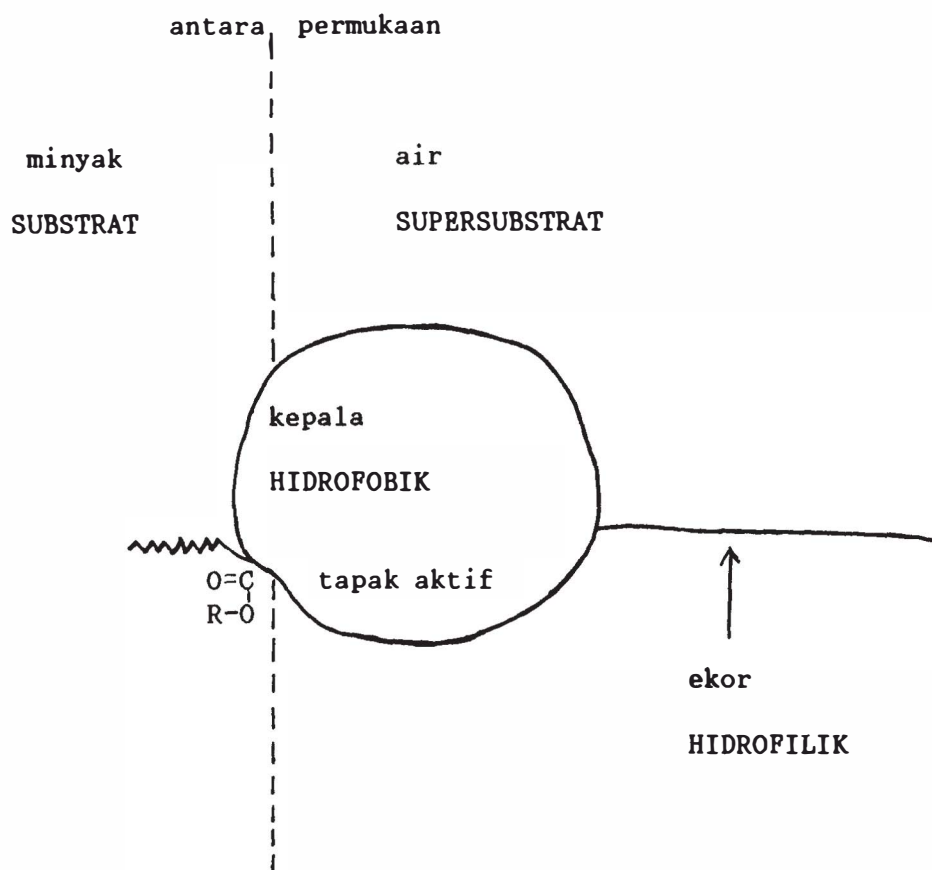 antara permukaan
minyak
SUBSTRAT
air
SUPERSUBSTRAT
kepala
HIDROFOBIK
tapak aktif
O=C
R-O
ekor
HIDROFILIK